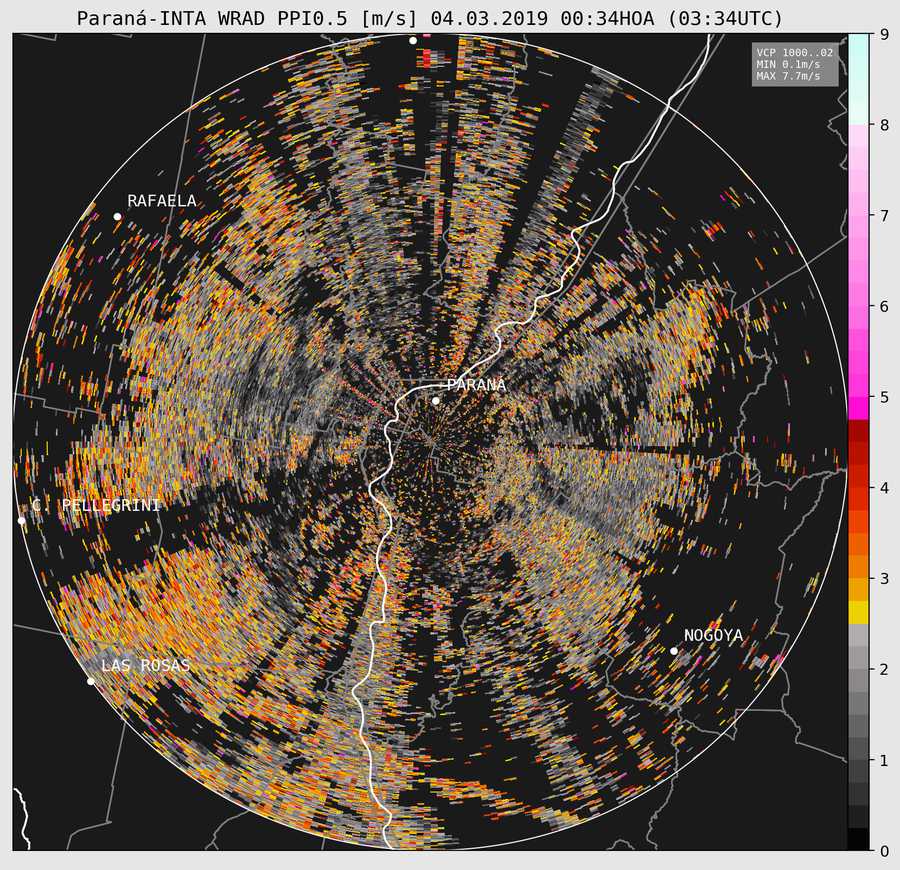 Paraná-INTA WRAD PPI0.5 [m/s] 04.03.2019 00:34HOA (03:34UTC)
VCP 1000..02
MIN 0.1m/s
MAX 7.7m/s
RAFAELA
PARANÁ
C. PELLEGRINI
NOGOYA
LAS ROSAS
9
8
7
6
5
4
3
2
1
0